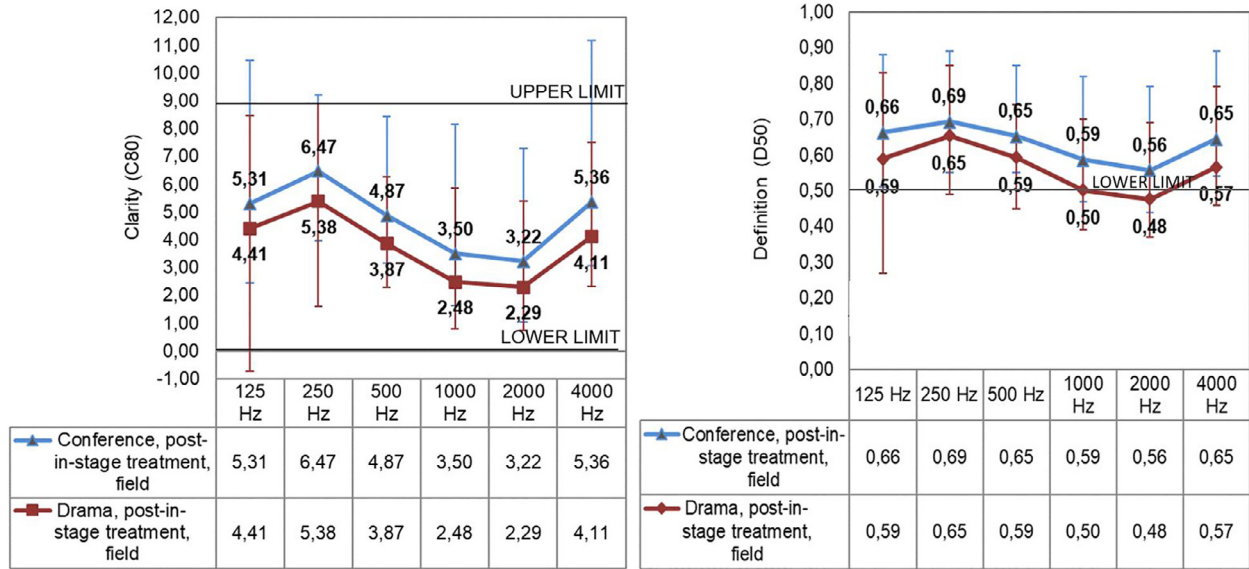 Clarity (C80)
12,00
11,00
10,00
9,00
8,00
7,00
6,00
5,00
4,00
3,00
2,00
1,00
0,00
-1,00
UPPER LIMIT
LOWER LIMIT
5,31
6,47
4,87
3,50
3,22
5,36
4,41
5,38
3,87
2,48
2,29
4,11
125 Hz
250 Hz
500 Hz
1000 Hz
2000 Hz
4000 Hz
Conference, post-
in-stage treatment,
field
5,31 6,47 4,87 3,50 3,22 5,36
Drama, post-in-
stage treatment,
field
4,41 5,38 3,87 2,48 2,29 4,11
Definition (D50)
1,00
0,90
0,80
0,70
0,60
0,50
0,40
0,30
0,20
0,10
0,00
LOWER LIMIT
0,66
0,69
0,65
0,59
0,56
0,65
0,59
0,65
0,59
0,50
0,48
0,57
125 Hz
250 Hz
500 Hz
1000 Hz
2000 Hz
4000 Hz
Conference, post-in-
stage treatment,
field
0,66 0,69 0,65 0,59 0,56 0,65
Drama, post-in-
stage treatment,
field
0,59 0,65 0,59 0,50 0,48 0,57